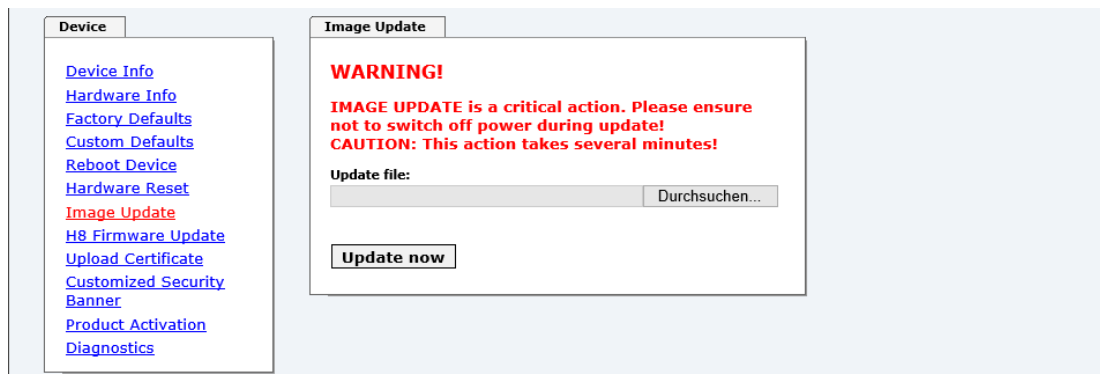 Device
Device Info
Hardware Info
Factory Defaults
Custom Defaults
Reboot Device
Hardware Reset
Image Update
H8 Firmware Update
Upload Certificate
Customized Security
Banner
Product Activation
Diagnostics
Image Update
WARNING!
IMAGE UPDATE is a critical action. Please ensure
not to switch off power during update!
CAUTION: This action takes several minutes!
Update file:
Durchsuchen...
Update now